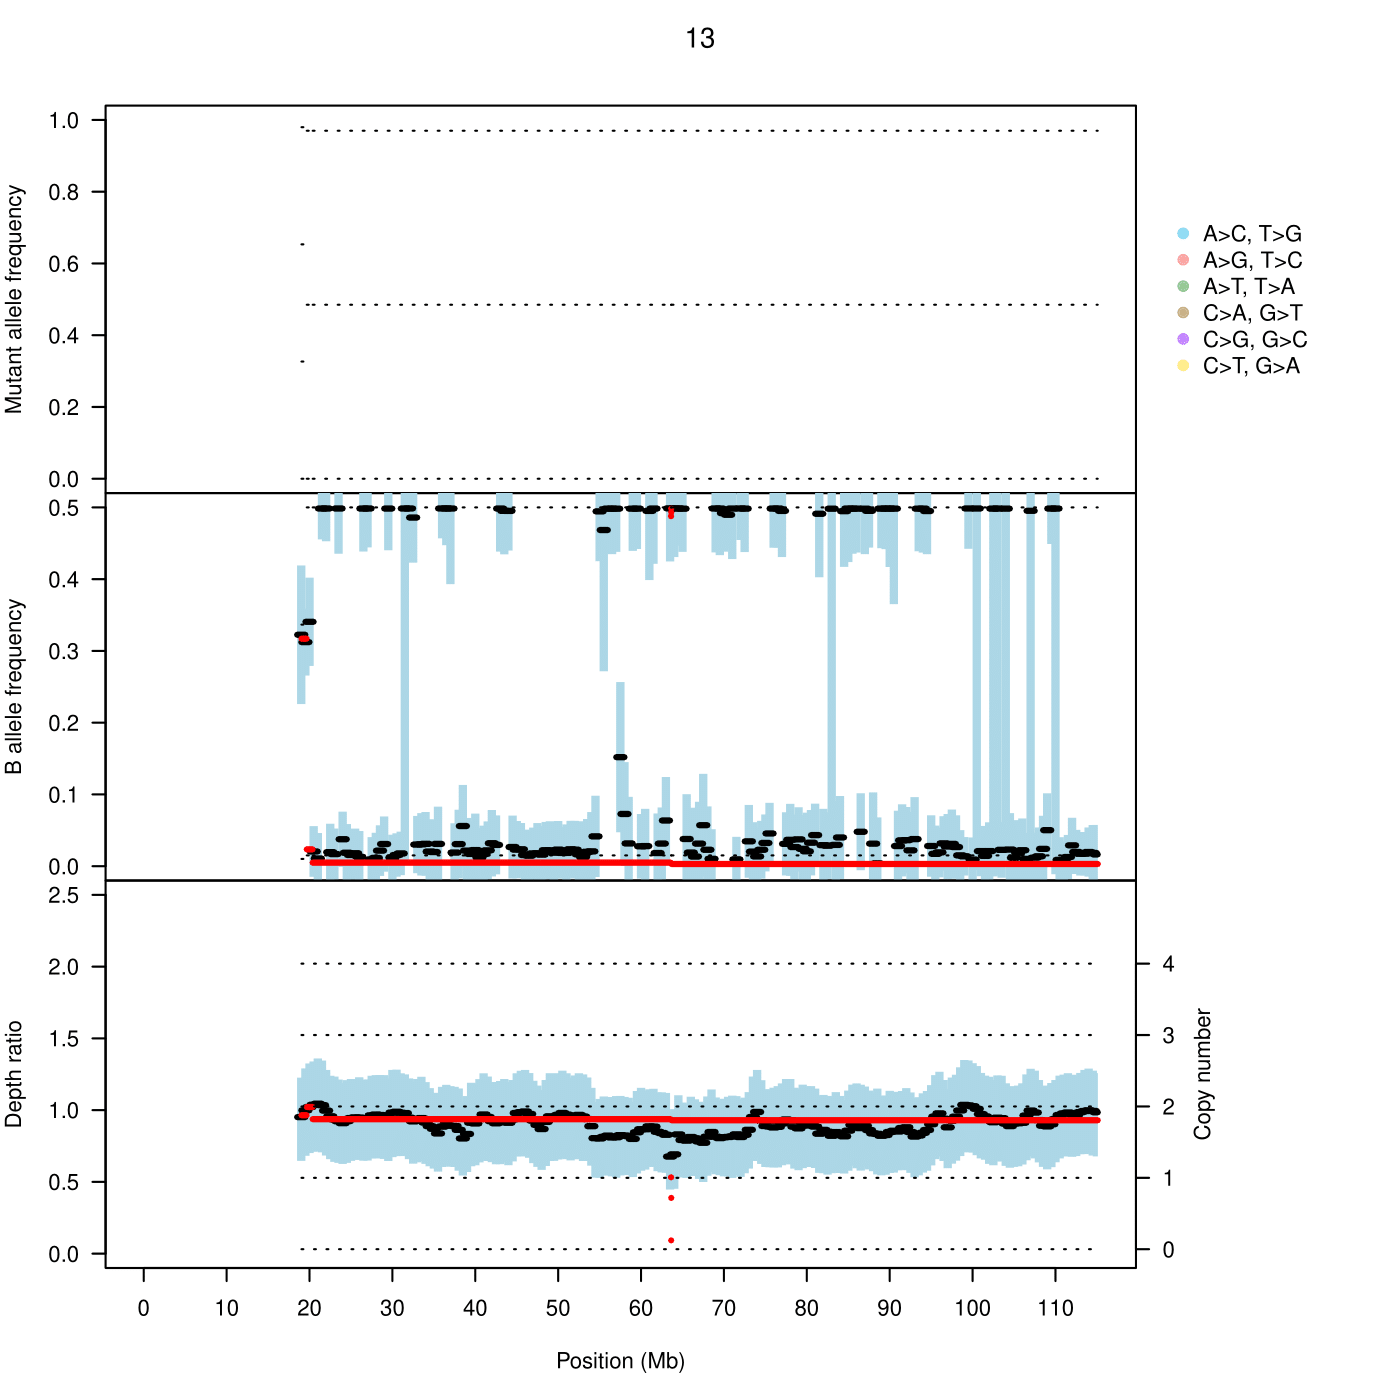 13
Mutant allele frequency
1.0
0.8
0.6
0.4
0.2
0.0
A>C, T>G
A>G, T>C
A>T, T>A
C>A, G>T
C>G, G>C
C>T, G>A
B allele frequency
0.5
0.4
0.3
0.2
0.1
0.0
Depth ratio
2.5
2.0
1.5
1.0
0.5
0.0
Copy number
4
3
2
1
0
0 10 20 30 40 50 60 70 80 90 100 110
Position (Mb)